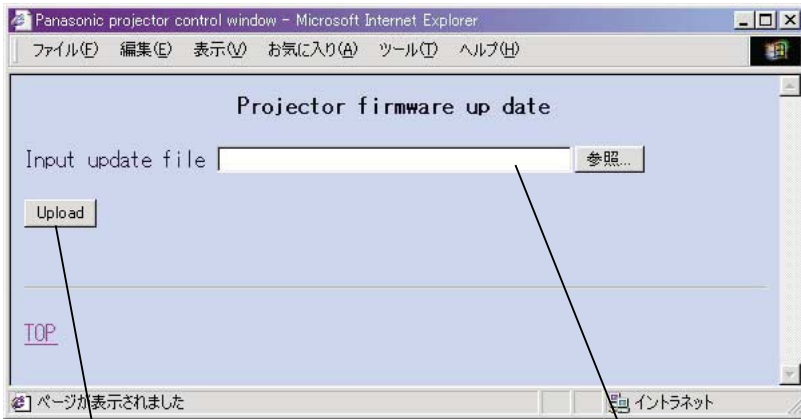 Panasonic projector control window - Microsoft Internet Explorer
ファイル(F) 編集(E) 表示(V) お気に入り(A) ツール(T) ヘルプ(H)
Projector firmware up date
Input update file 参照...
Upload
TOP
ページが表示されました イントラネット